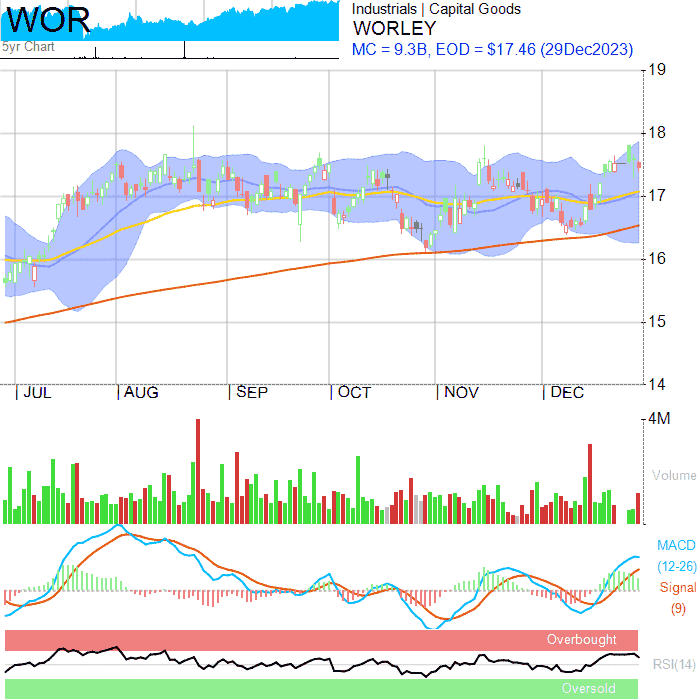 WOR
5yr Chart
Industrials | Capital Goods
WORLEY
MC = 9.3B, EOD = $17.46 (29Dec2023)
19
18
17
16
15
14
JUL AUG SEP OCT NOV DEC
4M
Volume
MACD
(12-26)
Signal
(9)
Overbought
RSI(14)
Oversold